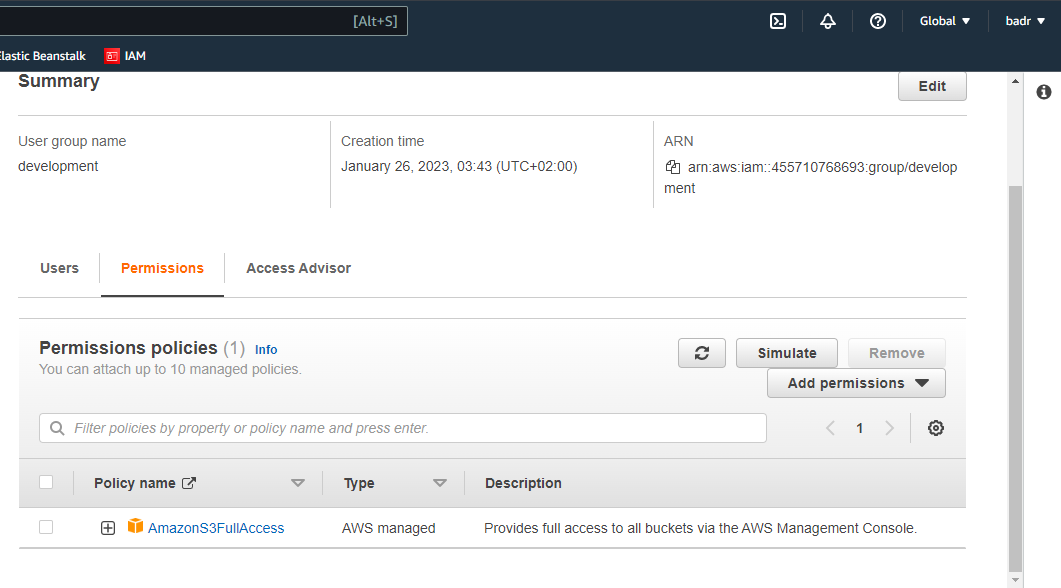 [Alt+S]
Global ▼
badr ▼
Elastic Beanstalk
IAM
Summary
Edit
User group name
development
Creation time
January 26, 2023, 03:43 (UTC+02:00)
ARN
arn:aws:iam::455710768693:group/develop
ment
Users
Permissions
Access Advisor
Permissions policies (1) Info
You can attach up to 10 managed policies.
Simulate
Remove
Add permissions
Filter policies by property or policy name and press enter.
1
Policy name
Type
Description
AmazonS3FullAccess
AWS managed
Provides full access to all buckets via the AWS Management Console.